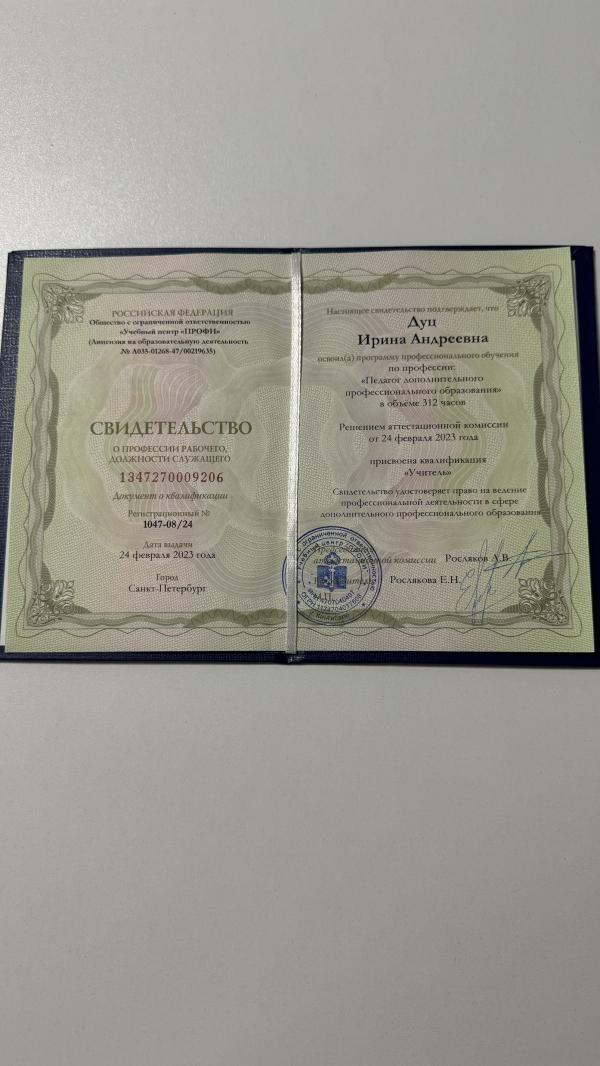 РОССИЙСКАЯ ФЕДЕРАЦИЯ
Общество с ограниченной ответственностью
«Учебный центр «ПРОФИ»
(Лицензия на образовательную деятельность
№ Л035-01268-47/00219635)
СВИДЕТЕЛЬСТВО
О ПРОФЕССИИ РАБОЧЕГО,
ДОЛЖНОСТИ СЛУЖАЩЕГО
1347270009206
Документ о квалификации
Регистрационный №
1047-08/24
Дата выдачи
24 февраля 2023 года
Город
Санкт-Петербург
Настоящее свидетельство подтверждает, что
Дуц
Ирина Андреевна
освоил(а) программу профессионального обучения
по профессии:
«Педагог дополнительного
профессионального образования»
в объеме 312 часов
Решением аттестационной комиссии
от 24 февраля 2023 года
присвоена квалификация
«Учитель»
Свидетельство удостоверяет право на ведение
профессиональной деятельности в сфере
дополнительного профессионального образования
аттестационной комиссии Росляков А.В.
Рослякова Е.Н.
М.П.